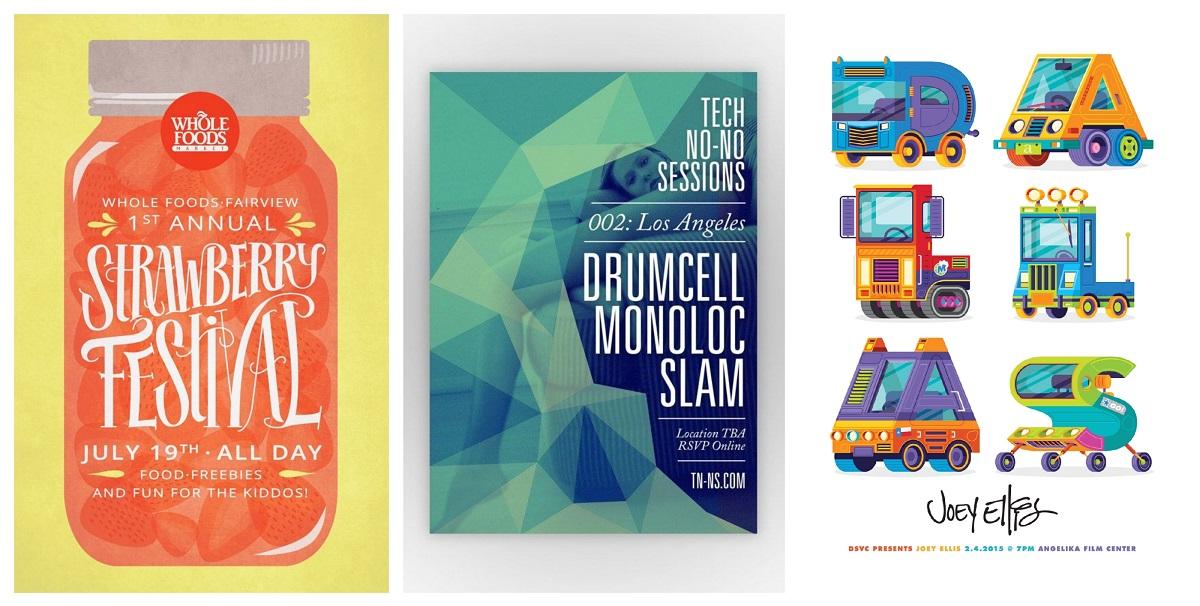 WHOLE
FOODS
MARKET
WHOLE FOODS·FAIRVIEW
1ST ANNUAL
STRAWBERRY
FESTIVAL
JULY 19TH · ALL DAY
FOOD·FREEBIES
AND FUN FOR THE KIDDOS!
TECH
NO-NO
SESSIONS
002: Los Angeles
DRUMCELL
MONOLOC
SLAM
Location TBA
RSVP Online
TN-NS.COM
a
M
GO!
JOEY Ellis
DSVC PRESENTS JOEY ELLIS 2.4.2015 @ 7PM ANGELIKA FILM CENTER